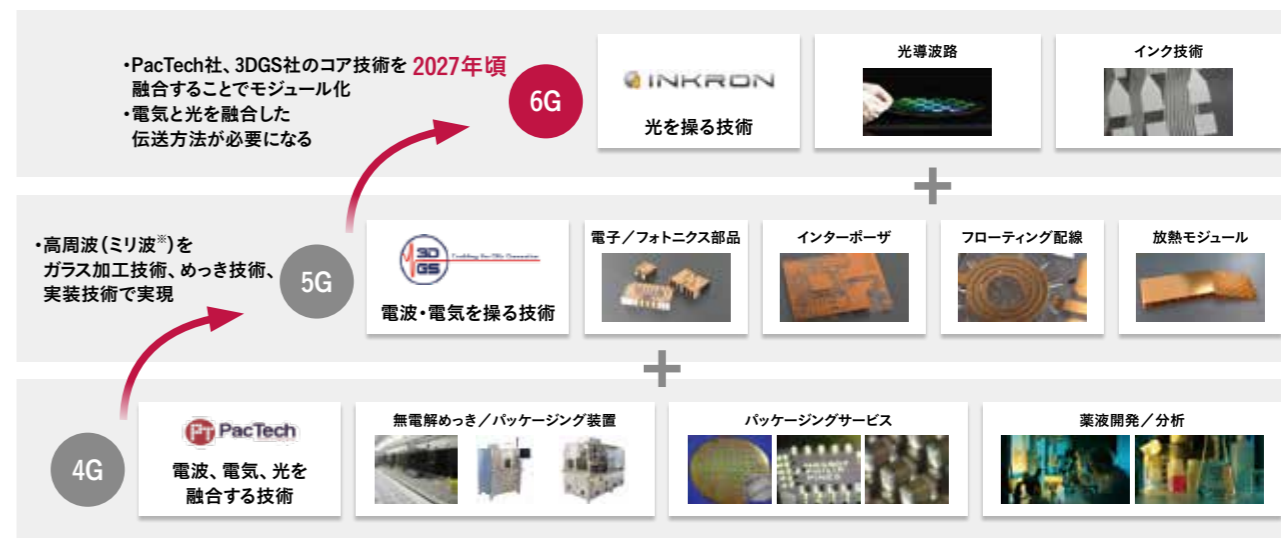 ・PacTech社、3DGS社のコア技術を
融合することでモジュール化
・電気と光を融合した
伝送方法が必要になる
2027年頃
6G
INKRON
光を操る技術
光導波路
インク技術
+
・高周波(ミリ波※)を
ガラス加工技術、めっき技術、
実装技術で実現
5G
3D
GS
電波・電気を操る技術
電子/フォトニクス部品
インターポーザ
フローティング配線
放熱モジュール
+
4G
PT PacTech
電波、電気、光を
融合する技術
無電解めっき/パッケージング装置
パッケージングサービス
薬液開発/分析